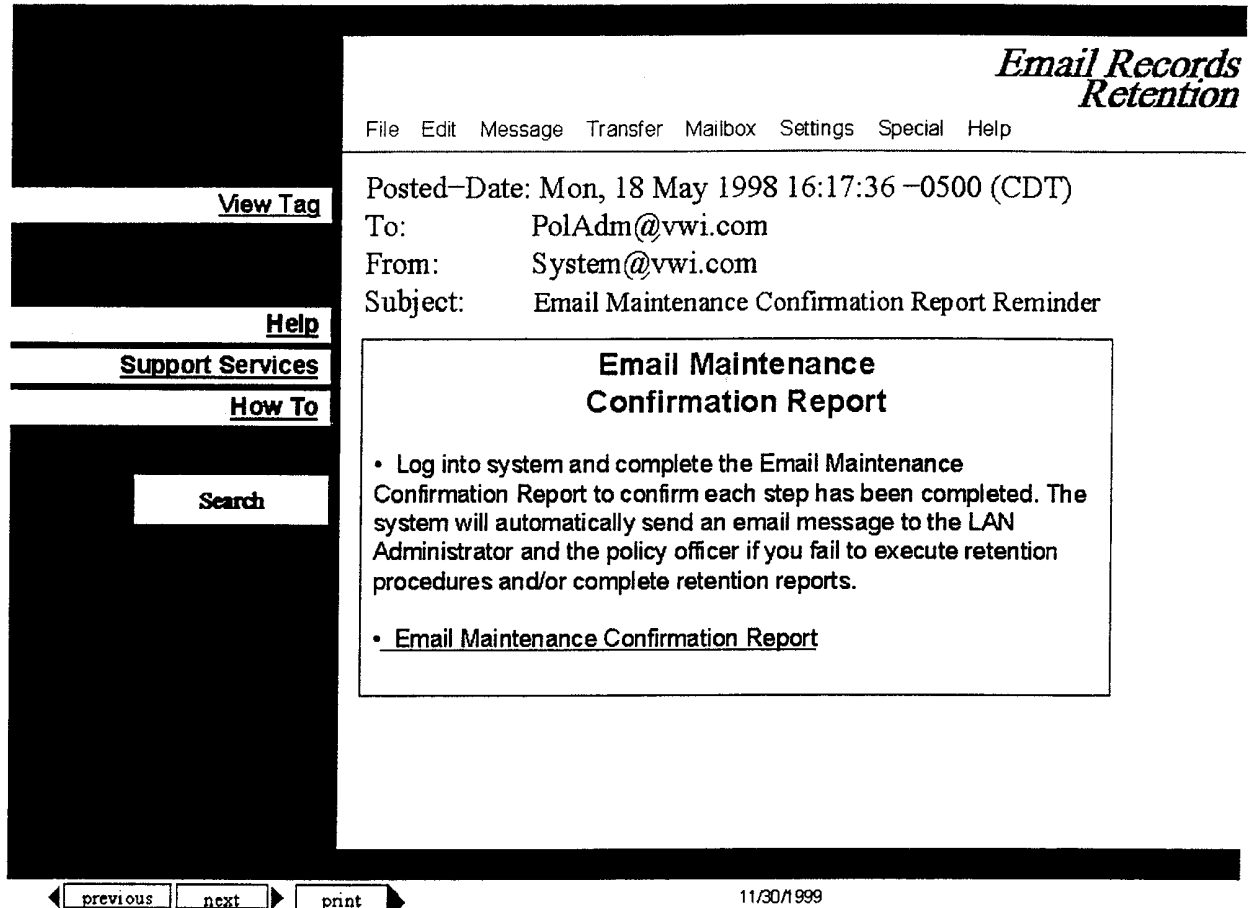 Email Records
Retention
File Edit Message Transfer Mailbox Settings Special Help
View Tag
Help
Support Services
How To
Search
Posted-Date: Mon, 18 May 1998 16:17:36 -0500 (CDT)
To: PolAdm@vwi.com
From: System@vwi.com
Subject: Email Maintenance Confirmation Report Reminder
Email Maintenance
Confirmation Report
• Log into system and complete the Email Maintenance
Confirmation Report to confirm each step has been completed. The
system will automatically send an email message to the LAN
Administrator and the policy officer if you fail to execute retention
procedures and/or complete retention reports.
• Email Maintenance Confirmation Report
previous next print 11/30/1999